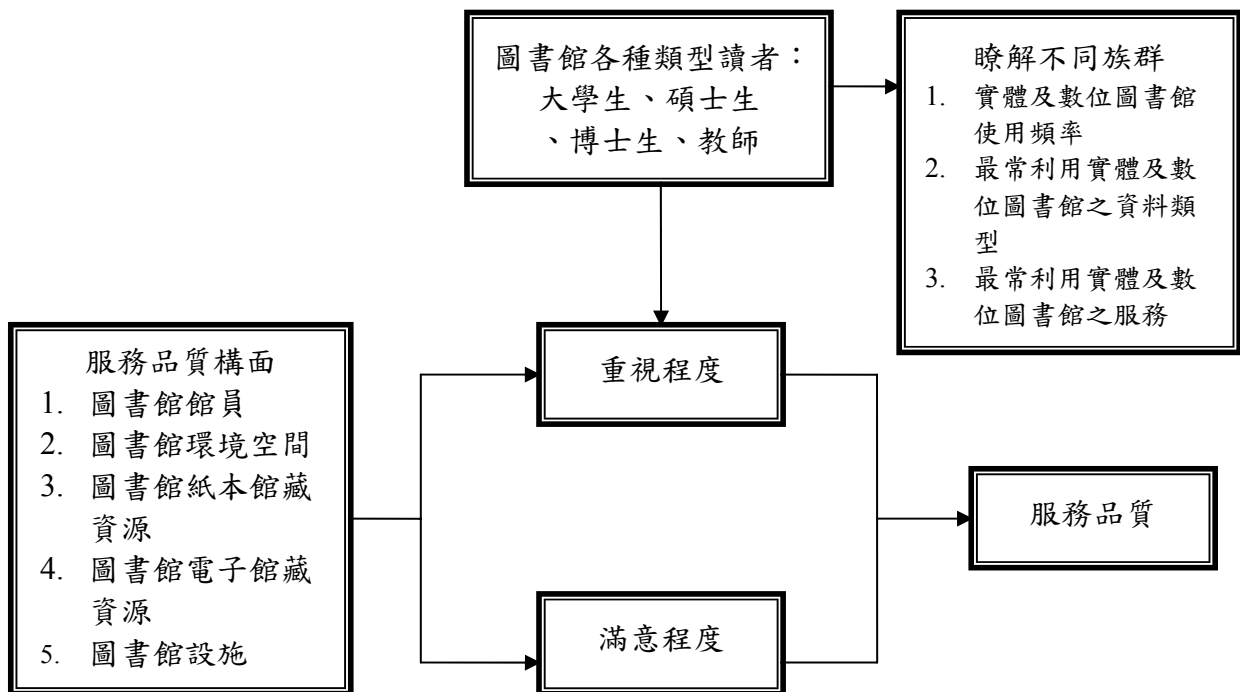 圖書館各種類型讀者：
大學生、碩士生
、博士生、教師
瞭解不同族群
1. 實體及數位圖書館
使用頻率
2. 最常利用實體及數
位圖書館之資料類
型
3. 最常利用實體及數
位圖書館之服務
服務品質構面
1. 圖書館館員
2. 圖書館環境空間
3. 圖書館紙本館藏
資源
4. 圖書館電子館藏
資源
5. 圖書館設施
重視程度
服務品質
滿意程度